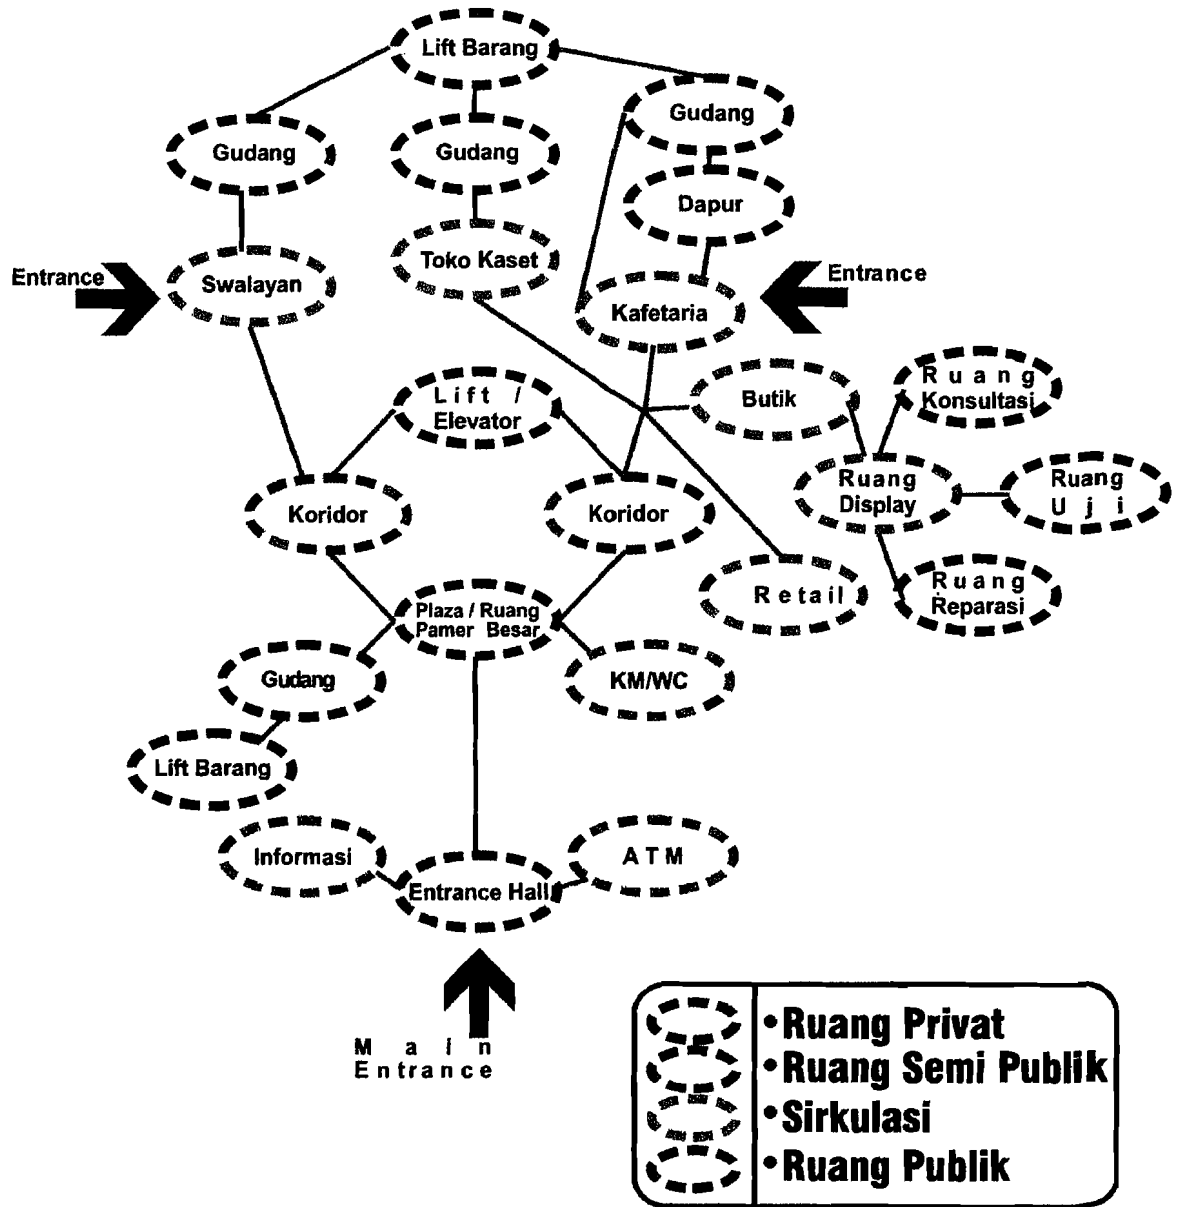 Lift Barang
Gudang
Gudang
Gudang
Dapur
Entrance
Swalayan
Toko Kaset
Kafetaria
Entrance
Lift /
Elevator
Butik
Ruang
Konsultasi
Koridor
Koridor
Ruang
Display
Ruang
Uji
Retail
Ruang
Reparasi
Plaza / Ruang
Pamer Besar
Gudang
KM/WC
Lift Barang
Informasi
Entrance Hall
ATM
Main
Entrance
•Ruang Privat
•Ruang Semi Publik
•Sirkulasi
•Ruang Publik